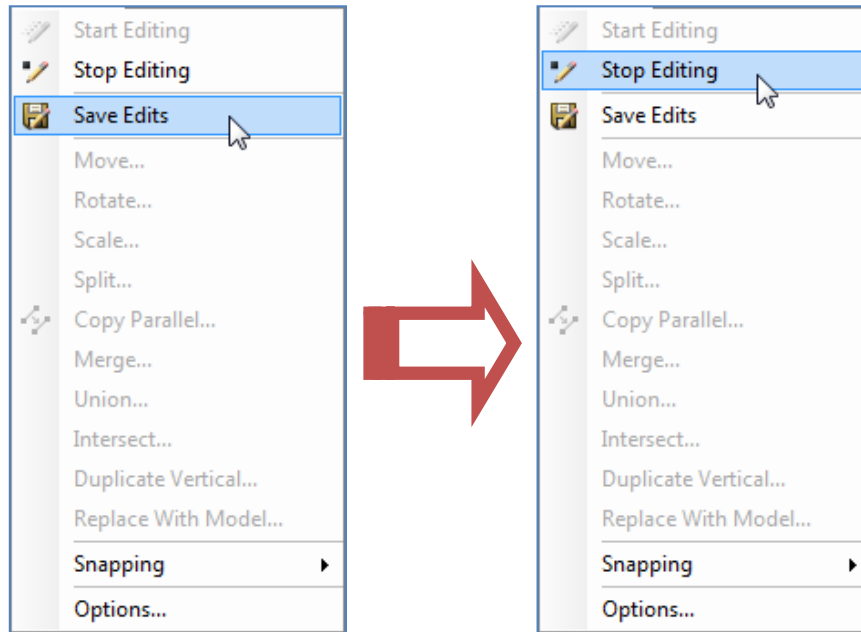 Start Editing
Stop Editing
Save Edits
Move...
Rotate...
Scale...
Split...
Copy Parallel...
Merge...
Union...
Intersect...
Duplicate Vertical...
Replace With Model...
Snapping
Options...
Start Editing
Stop Editing
Save Edits
Move...
Rotate...
Scale...
Split...
Copy Parallel...
Merge...
Union...
Intersect...
Duplicate Vertical...
Replace With Model...
Snapping
Options...